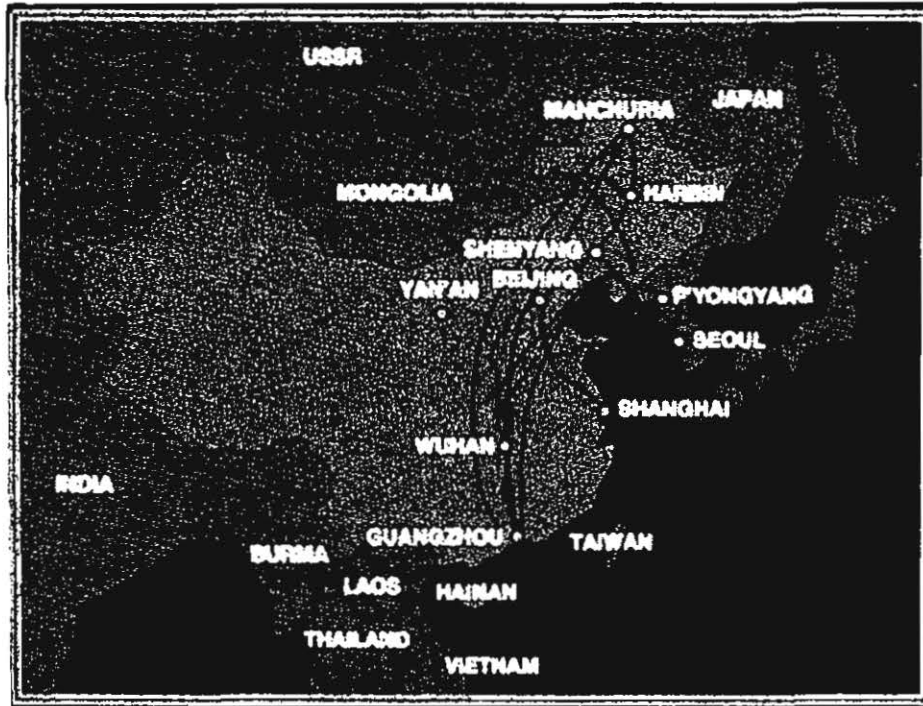 USSR
MANCHURIA
JAPAN
MONGOLIA
HARBIN
SHENYANG
BEIJING
YAN'AN
P'YONGYANG
SEOUL
SHANGHAI
WUHAN
INDIA
GUANGZHOU
TAIWAN
BURMA
LAOS
HAINAN
THAILAND
VIETNAM